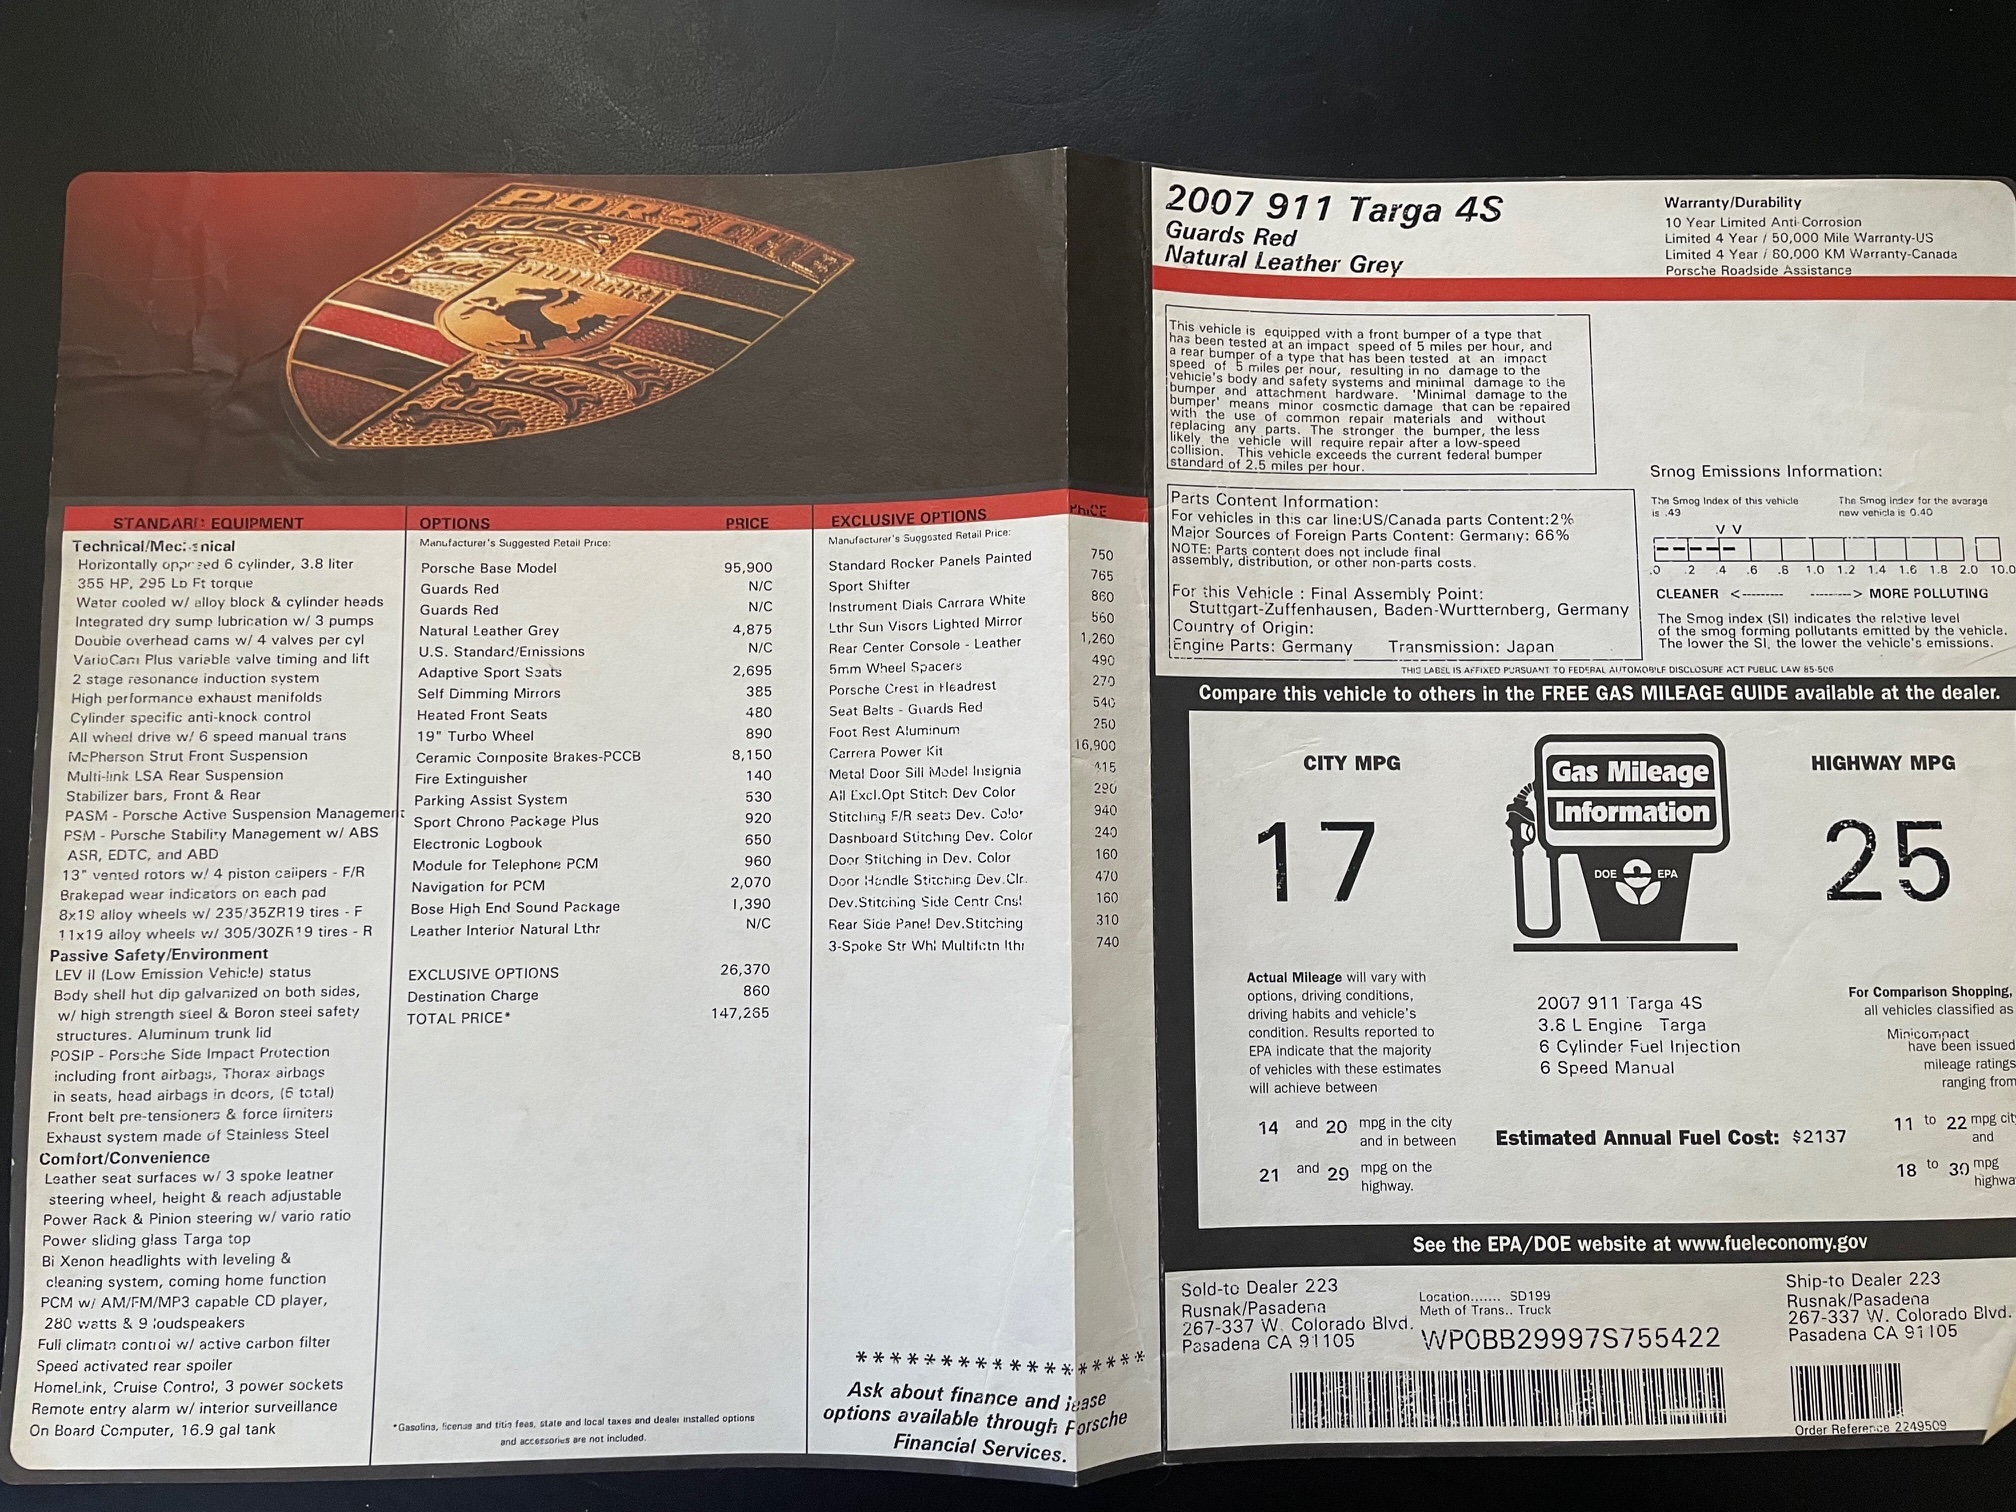 PORSCHE
STANDARD EQUIPMENT
Technical/Mechanical
Horizontally opposed 6 cylinder, 3.8 liter
355 HP, 295 Lb Ft torque
Water cooled w/ alloy block & cylinder heads
Integrated dry sump lubrication w/ 3 pumps
Double overhead cams w/ 4 valves per cyl
VarioCam Plus variable valve timing and lift
2 stage resonance induction system
High performance exhaust manifolds
Cylinder specific anti-knock control
All wheel drive w/ 6 speed manual trans
McPherson Strut Front Suspension
Multi-link LSA Rear Suspension
Stabilizer bars, Front & Rear
PASM - Porsche Active Suspension Management
PSM - Porsche Stability Management w/ ABS
ASR, EDTC, and ABD
13" vented rotors w/ 4 piston calipers - F/R
Brakepad wear indicators on each pad
8x19 alloy wheels w/ 235/35ZR19 tires - F
11x19 alloy wheels w/ 305/30ZR19 tires - R
Passive Safety/Environment
LEV II (Low Emission Vehicle) status
Body shell hot dip galvanized on both sides,
w/ high strength steel & Boron steel safety
structures. Aluminum trunk lid
POSIP - Porsche Side Impact Protection
including front airbags, Thorax airbags
in seats, head airbags in doors, (6 total)
Front belt pre-tensioners & force limiters
Exhaust system made of Stainless Steel
Comfort/Convenience
Leather seat surfaces w/ 3 spoke leather
steering wheel, height & reach adjustable
Power Rack & Pinion steering w/ vario ratio
Power sliding glass Targa top
Bi Xenon headlights with leveling &
cleaning system, coming home function
PCM w/ AM/FM/MP3 capable CD player,
280 watts & 9 loudspeakers
Full climate control w/ active carbon filter
Speed activated rear spoiler
HomeLink, Cruise Control, 3 power sockets
Remote entry alarm w/ interior surveillance
On Board Computer, 16.9 gal tank
OPTIONS PRICE
Manufacturer's Suggested Retail Price:
Porsche Base Model 95,900
Guards Red N/C
Guards Red N/C
Natural Leather Grey 4,875
U.S. Standard/Emissions N/C
Adaptive Sport Seats 2,695
Self Dimming Mirrors 385
Heated Front Seats 480
19" Turbo Wheel 890
Ceramic Composite Brakes-PCCB 8,150
Fire Extinguisher 140
Parking Assist System 530
Sport Chrono Package Plus 920
Electronic Logbook 650
Module for Telephone PCM 960
Navigation for PCM 2,070
Bose High End Sound Package 1,390
Leather Interior Natural Lthr N/C
EXCLUSIVE OPTIONS 26,370
Destination Charge 860
TOTAL PRICE* 147,265
*Gasoline, license and title fees, state and local taxes and dealer installed options
and accessories are not included.
EXCLUSIVE OPTIONS PRICE
Manufacturer's Suggested Retail Price:
Standard Rocker Panels Painted 750
Sport Shifter 765
Instrument Dials Carrara White 860
Lthr Sun Visors Lighted Mirror 560
Rear Center Console - Leather 1,260
5mm Wheel Spacers 490
Porsche Crest in Headrest 270
Seat Belts - Guards Red 540
Foot Rest Aluminum 250
Carrera Power Kit 16,900
Metal Door Sill Model Insignia 415
All Excl.Opt Stitch Dev Color 290
Stitching F/R seats Dev. Color 940
Dashboard Stitching Dev. Color 240
Door Stitching in Dev. Color 160
Door Handle Stitching Dev.Clr. 470
Dev.Stitching Side Centr Cnsl 160
Rear Side Panel Dev.Stitching 310
3-Spoke Str Whl Multifctn lthr 740
*****************
Ask about finance and lease
options available through Porsche
Financial Services.
2007 911 Targa 4S
Guards Red
Natural Leather Grey
Warranty/Durability
10 Year Limited Anti-Corrosion
Limited 4 Year / 50,000 Mile Warranty-US
Limited 4 Year / 80,000 KM Warranty-Canada
Porsche Roadside Assistance
This vehicle is equipped with a front bumper of a type that
has been tested at an impact speed of 5 miles per hour, and
a rear bumper of a type that has been tested at an impact
speed of 5 miles per hour, resulting in no damage to the
vehicle's body and safety systems and minimal damage to the
bumper and attachment hardware. 'Minimal damage to the
bumper' means minor cosmetic damage that can be repaired
with the use of common repair materials and without
replacing any parts. The stronger the bumper, the less
likely the vehicle will require repair after a low-speed
collision. This vehicle exceeds the current federal bumper
standard of 2.5 miles per hour.
Parts Content Information:
For vehicles in this car line:US/Canada parts Content:2%
Major Sources of Foreign Parts Content: Germany: 66%
NOTE: Parts content does not include final
assembly, distribution, or other non-parts costs.
For this Vehicle : Final Assembly Point:
Stuttgart-Zuffenhausen, Baden-Wurttemberg, Germany
Country of Origin:
Engine Parts: Germany Transmission: Japan
Smog Emissions Information:
The Smog Index of this vehicle
is .49
The Smog Index for the average
new vehicle is 0.40
V V
.0 .2 .4 .6 .8 1.0 1.2 1.4 1.6 1.8 2.0 10.0
CLEANER <--------- ---------> MORE POLLUTING
The Smog index (SI) indicates the relative level
of the smog forming pollutants emitted by the vehicle.
The lower the SI, the lower the vehicle's emissions.
THIS LABEL IS AFFIXED PURSUANT TO FEDERAL AUTOMOBILE DISCLOSURE ACT PUBLIC LAW 85-506
Compare this vehicle to others in the FREE GAS MILEAGE GUIDE available at the dealer.
CITY MPG
17
Gas Mileage
Information
DOE EPA
HIGHWAY MPG
25
Actual Mileage will vary with
options, driving conditions,
driving habits and vehicle's
condition. Results reported to
EPA indicate that the majority
of vehicles with these estimates
will achieve between
14 and 20 mpg in the city
and in between
21 and 29 mpg on the
highway.
2007 911 Targa 4S
3.8 L Engine Targa
6 Cylinder Fuel Injection
6 Speed Manual
Estimated Annual Fuel Cost: $2137
For Comparison Shopping,
all vehicles classified as
Minicompact
have been issued
mileage ratings
ranging from
11 to 22 mpg city
and
18 to 30 mpg
See the EPA/DOE website at www.fueleconomy.gov
Sold-to Dealer 223
Rusnak/Pasadena
267-337 W. Colorado Blvd.
Pasadena CA 91105
Location....... SD199
Meth of Trans.. Truck
WP0BB29997S755422
Ship-to Dealer 223
Rusnak/Pasadena
267-337 W. Colorado Blvd.
Pasadena CA 91105
Order Reference 2249509